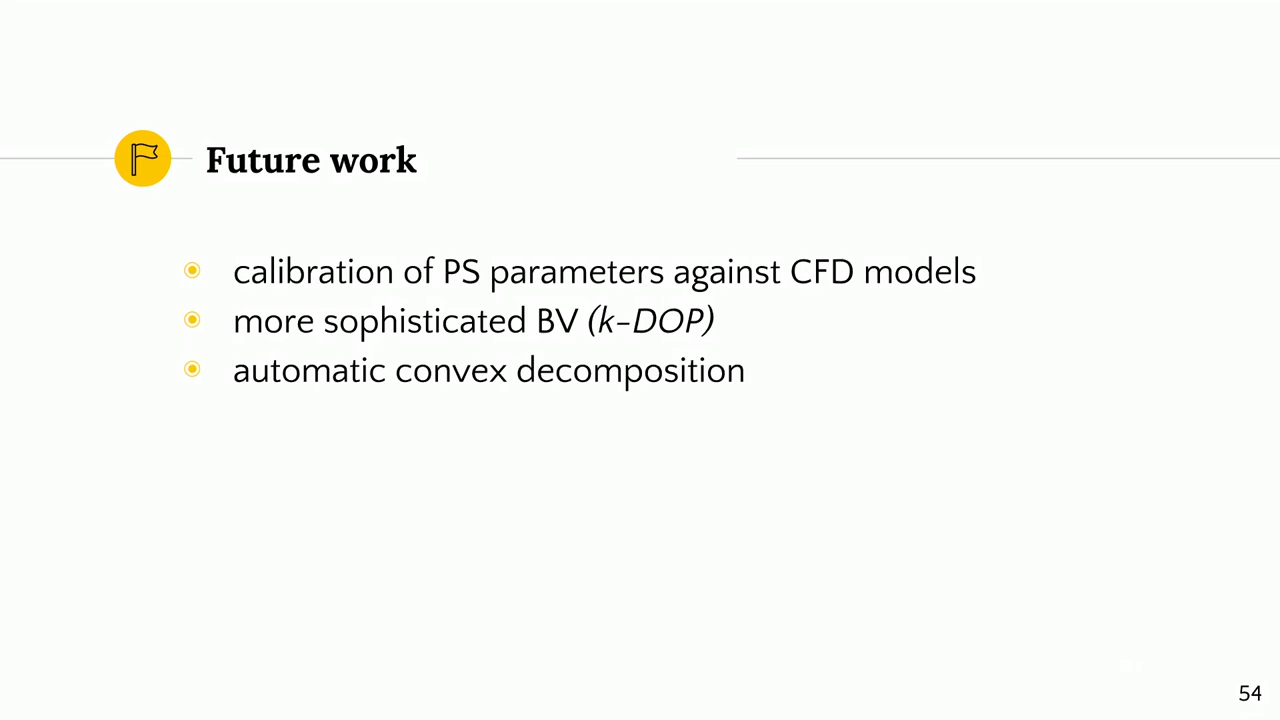 Future work
calibration of PS parameters against CFD models
more sophisticated BV (k-DOP)
automatic convex decomposition
54